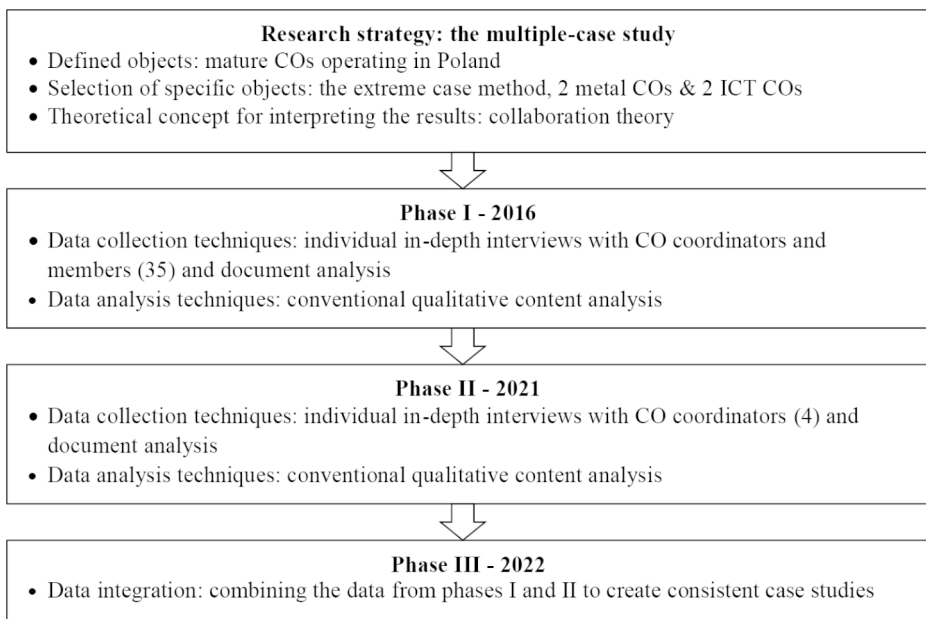 Research strategy: the multiple-case study
• Defined objects: mature COs operating in Poland
• Selection of specific objects: the extreme case method, 2 metal COs & 2 ICT COs
• Theoretical concept for interpreting the results: collaboration theory
Phase I - 2016
• Data collection techniques: individual in-depth interviews with CO coordinators and
members (35) and document analysis
• Data analysis techniques: conventional qualitative content analysis
Phase II - 2021
• Data collection techniques: individual in-depth interviews with CO coordinators (4) and
document analysis
• Data analysis techniques: conventional qualitative content analysis
Phase III - 2022
• Data integration: combining the data from phases I and II to create consistent case studies